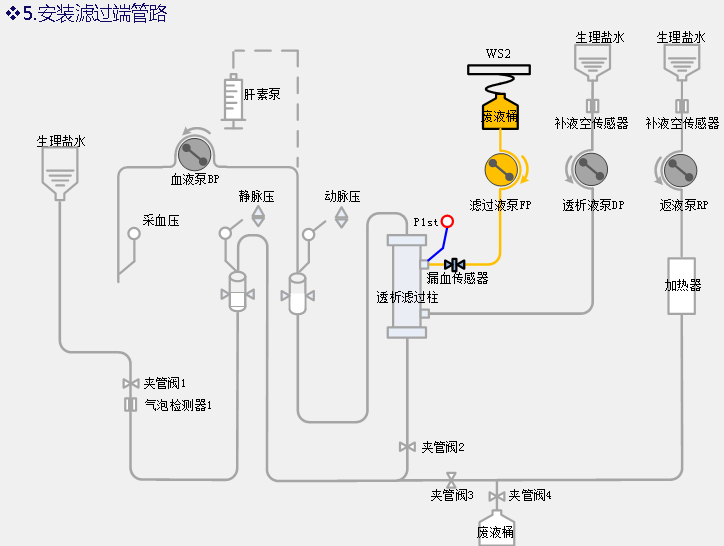 ❖5.安装滤过端管路
生理盐水
生理盐水
WS2
肝素泵
废液桶
补液空传感器
补液空传感器
生理盐水
血液泵BP
静脉压
动脉压
滤过液泵FP
透析液泵DP
返液泵RP
采血压
P1st
漏血传感器
加热器
透析滤过柱
夹管阀1
气泡检测器1
夹管阀2
夹管阀3
夹管阀4
废液桶